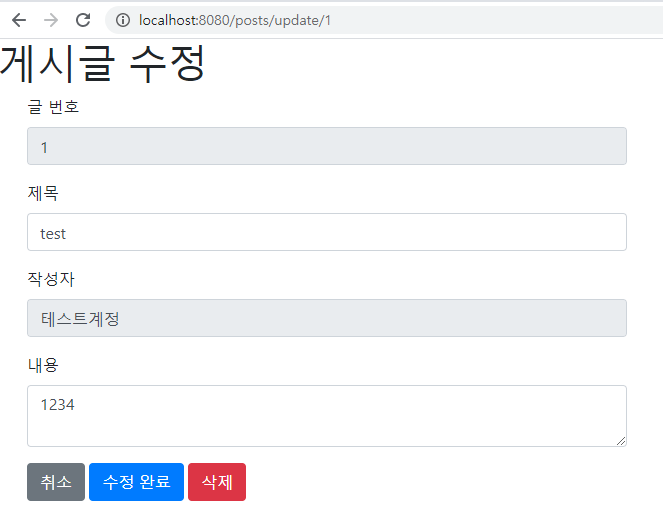 localhost:8080/posts/update/1
게시글 수정
글 번호
1
제목
test
작성자
테스트계정
내용
1234
취소 수정 완료 삭제